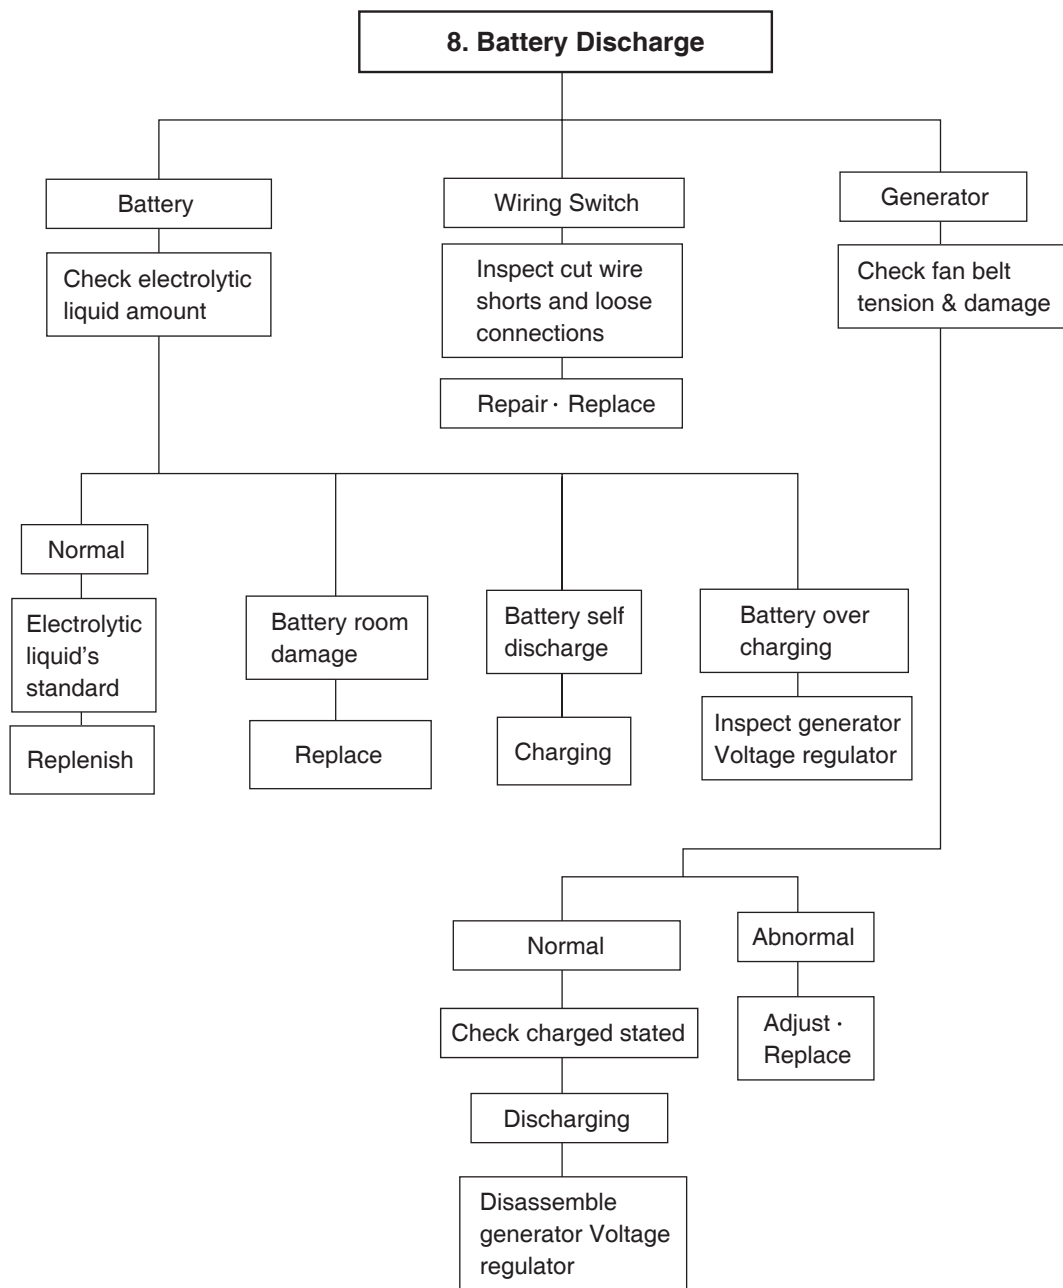 8. Battery Discharge
Battery
Wiring Switch
Generator
Check electrolytic
liquid amount
Inspect cut wire
shorts and loose
connections
Check fan belt
tension & damage
Repair · Replace
Normal
Electrolytic
liquid’s
standard
Replenish
Battery room
damage
Replace
Battery self
discharge
Charging
Battery over
charging
Inspect generator
Voltage regulator
Normal
Check charged stated
Discharging
Disassemble
generator Voltage
regulator
Abnormal
Adjust ·
Replace